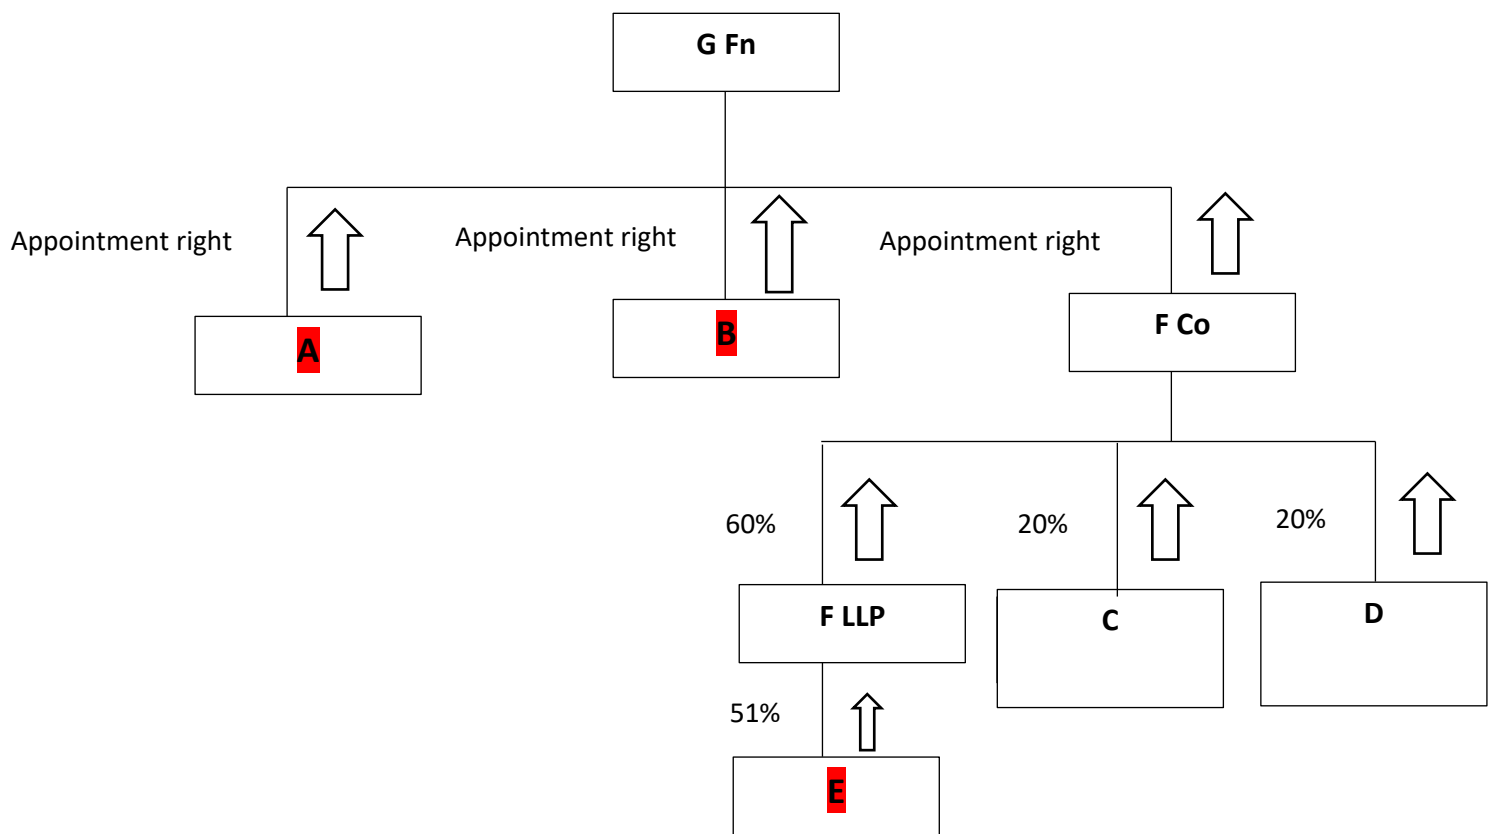 G Fn
Appointment right
Appointment right
Appointment right
A
B
F Co
60%
20%
20%
F LLP
C
D
51%
E